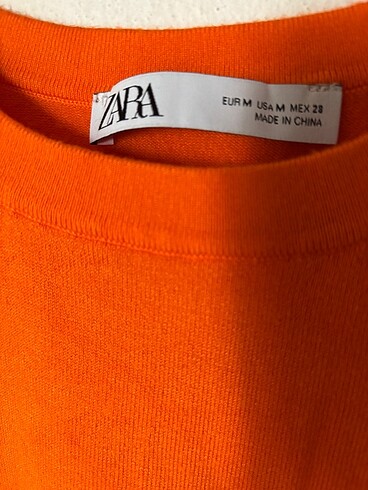 ZARA
EUR M USA M MEX 28
MADE IN CHINA